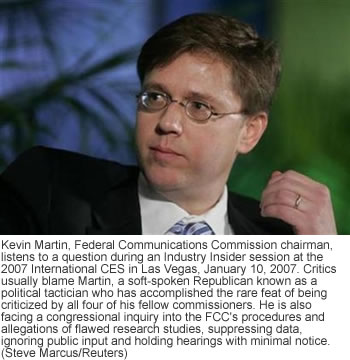 Kevin Martin, Federal Communications Commission chairman,
listens to a question during an Industry Insider session at the
2007 International CES in Las Vegas, January 10, 2007. Critics
usually blame Martin, a soft-spoken Republican known as a
political tactician who has accomplished the rare feat of being
criticized by all four of his fellow commissioners. He is also
facing a congressional inquiry into the FCC's procedures and
allegations of flawed research studies, suppressing data,
ignoring public input and holding hearings with minimal notice.
(Steve Marcus/Reuters)